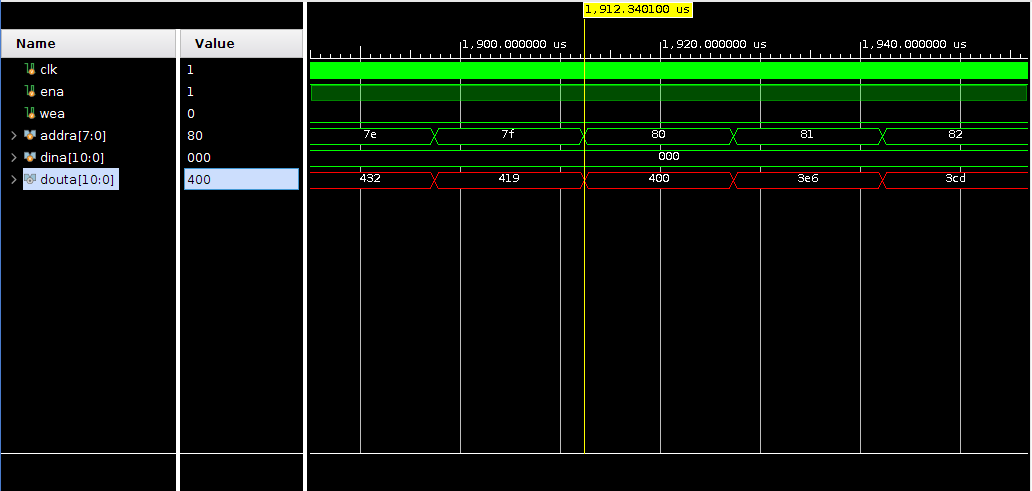 1,912.340100 us
Name Value
1,900.000000 us 1,920.000000 us 1,940.000000 us
clk 1
ena 1
wea 0
addra[7:0] 80 7e 7f 80 81 82
dina[10:0] 000 000
douta[10:0] 400 432 419 400 3e6 3cd